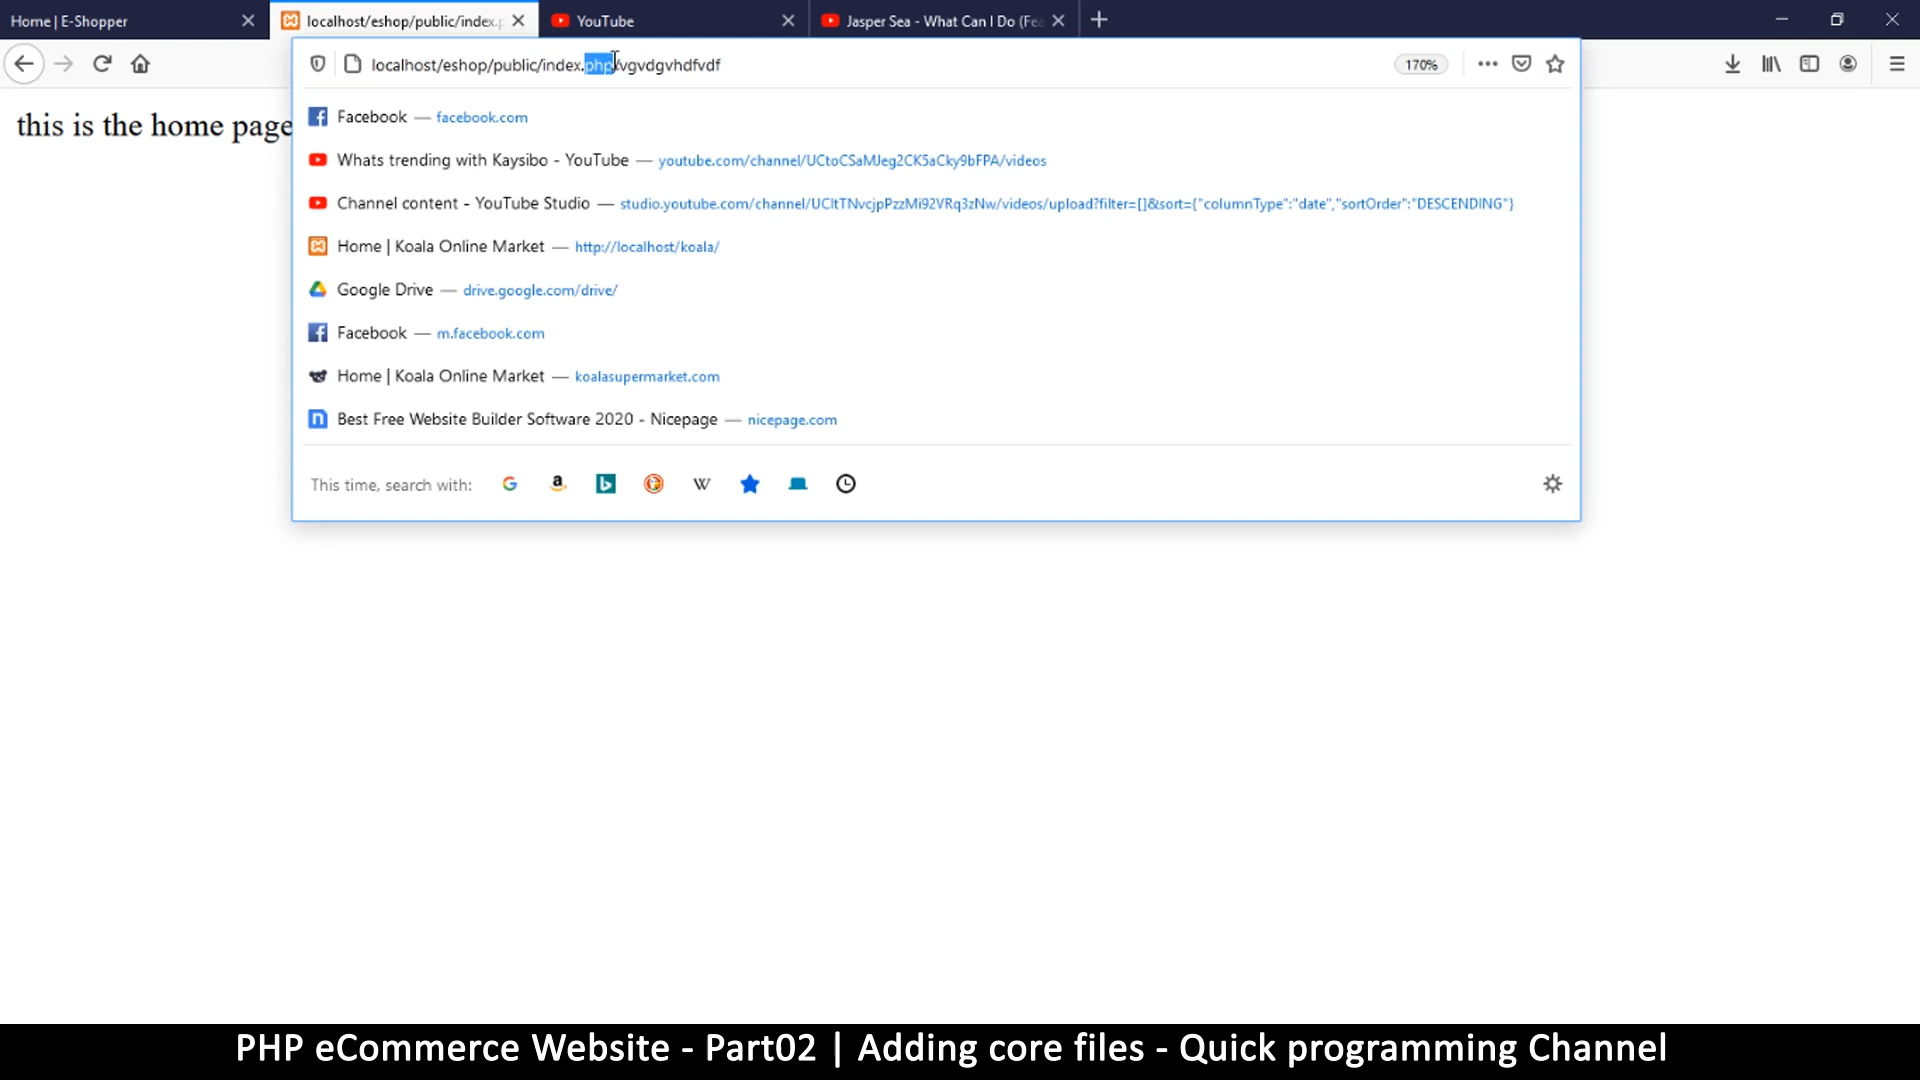 Home | E-Shopper
localhost/eshop/public/index.p
YouTube
Jasper Sea - What Can I Do (Fea
localhost/eshop/public/index.php/vgvdgvhdfvdf
170%
this is the home page
Facebook — facebook.com
Whats trending with Kaysibo - YouTube — youtube.com/channel/UCtoCSaMJeg2CK5aCky9bFPA/videos
Channel content - YouTube Studio — studio.youtube.com/channel/UCItTNvcjpPzzMi92VRq3zNw/videos/upload?filter=[]&sort={"columnType":"date","sortOrder":"DESCENDING"}
Home | Koala Online Market — http://localhost/koala/
Google Drive — drive.google.com/drive/
Facebook — m.facebook.com
Home | Koala Online Market — koalasupermarket.com
Best Free Website Builder Software 2020 - Nicepage — nicepage.com
This time, search with:
PHP eCommerce Website - Part02 | Adding core files - Quick programming Channel